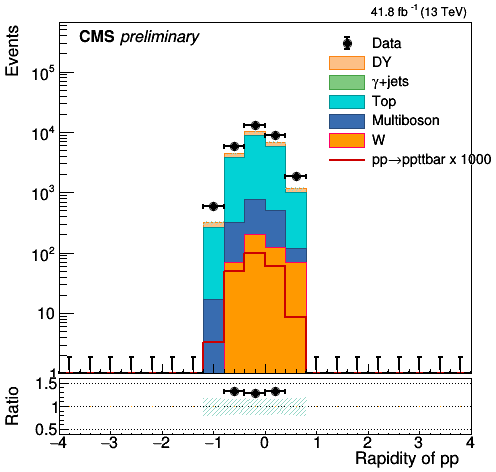 41.8 fb⁻¹ (13 TeV)
CMS preliminary
Events
Data
DY
γ+jets
Top
Multiboson
W
pp→ppttbar x 1000
10⁵
10⁴
10³
10²
10
1
Ratio
1.5
1
0.5
−4 −3 −2 −1 0 1 2 3 4
Rapidity of pp